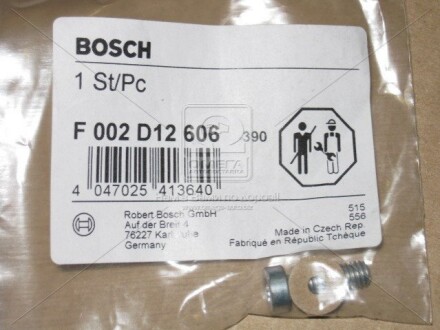 BOSCH
1 St/Pc
F 002 D12 606
390
4 047025 413640
Robert Bosch GmbH
Auf der Breit 4
76227 Karlsruhe
Germany
515
556
Made in Czech Rep.
Fabriqué en République Tchèque